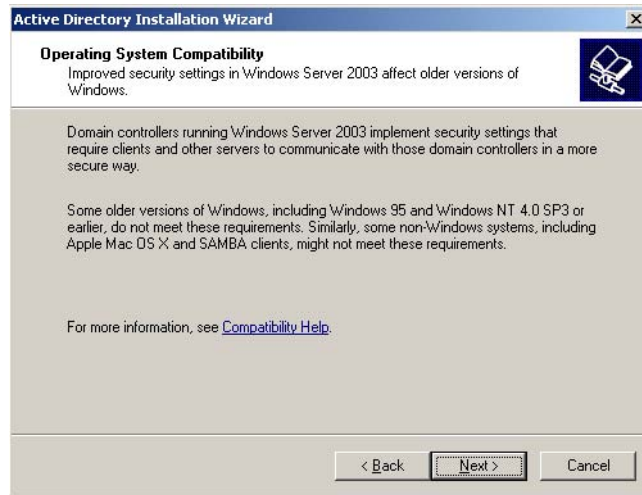 Active Directory Installation Wizard
Operating System Compatibility
Improved security settings in Windows Server 2003 affect older versions of
Windows.
Domain controllers running Windows Server 2003 implement security settings that
require clients and other servers to communicate with those domain controllers in a more
secure way.
Some older versions of Windows, including Windows 95 and Windows NT 4.0 SP3 or
earlier, do not meet these requirements. Similarly, some non-Windows systems, including
Apple Mac OS X and SAMBA clients, might not meet these requirements.
For more information, see Compatibility Help.
< Back
Next >
Cancel